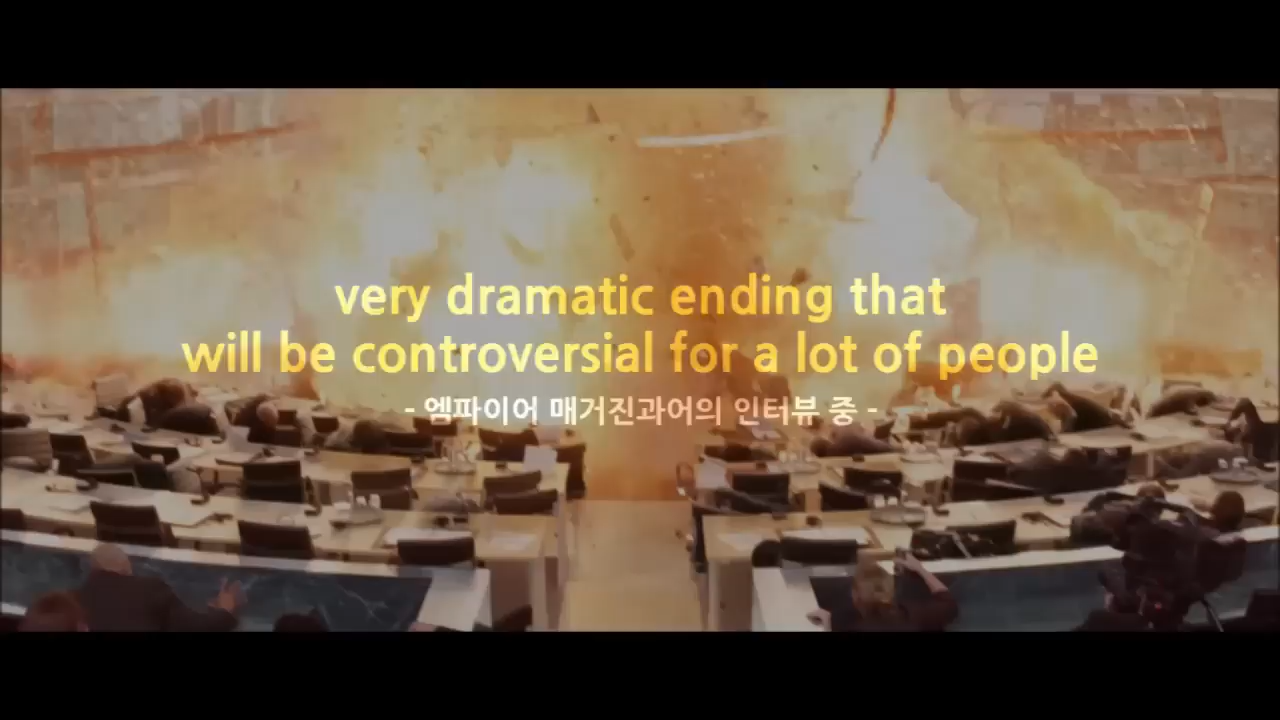 very dramatic ending that
will be controversial for a lot of people
- 엠파이어 매거진과어의 인터뷰 중 -